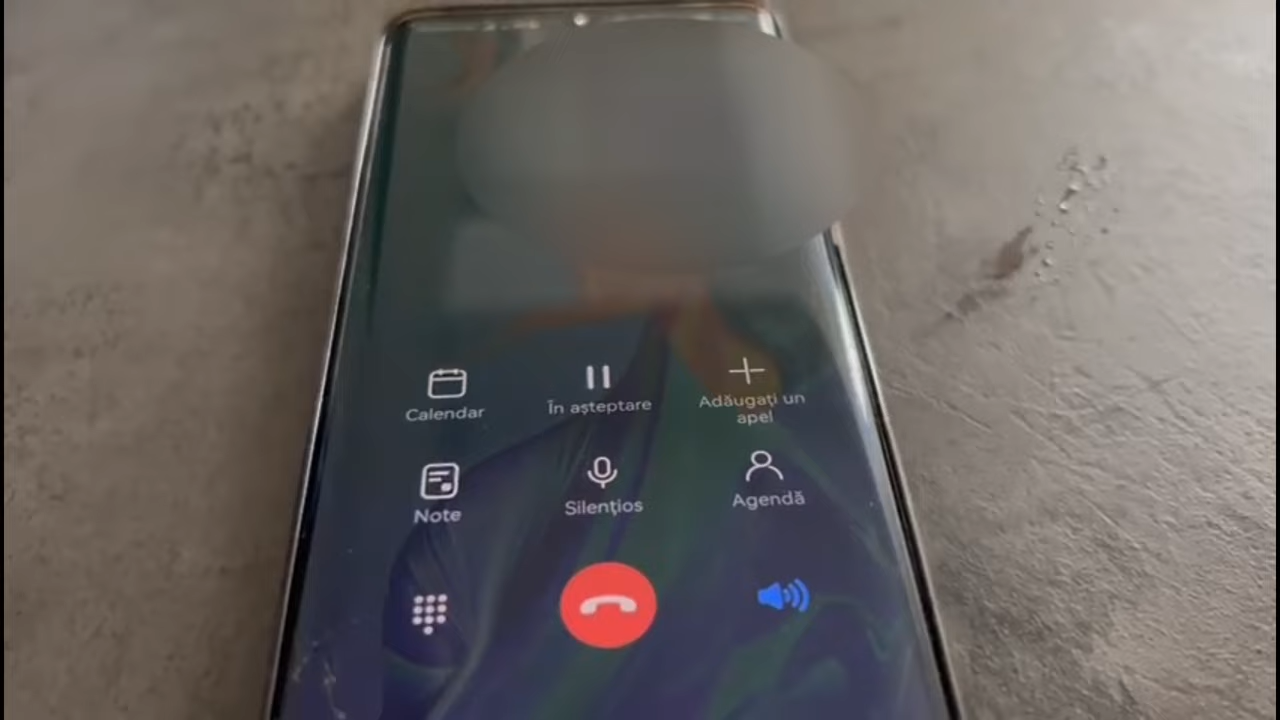 Calendar
În așteptare
Adăugați un
apel
Note
Silențios
Agendă